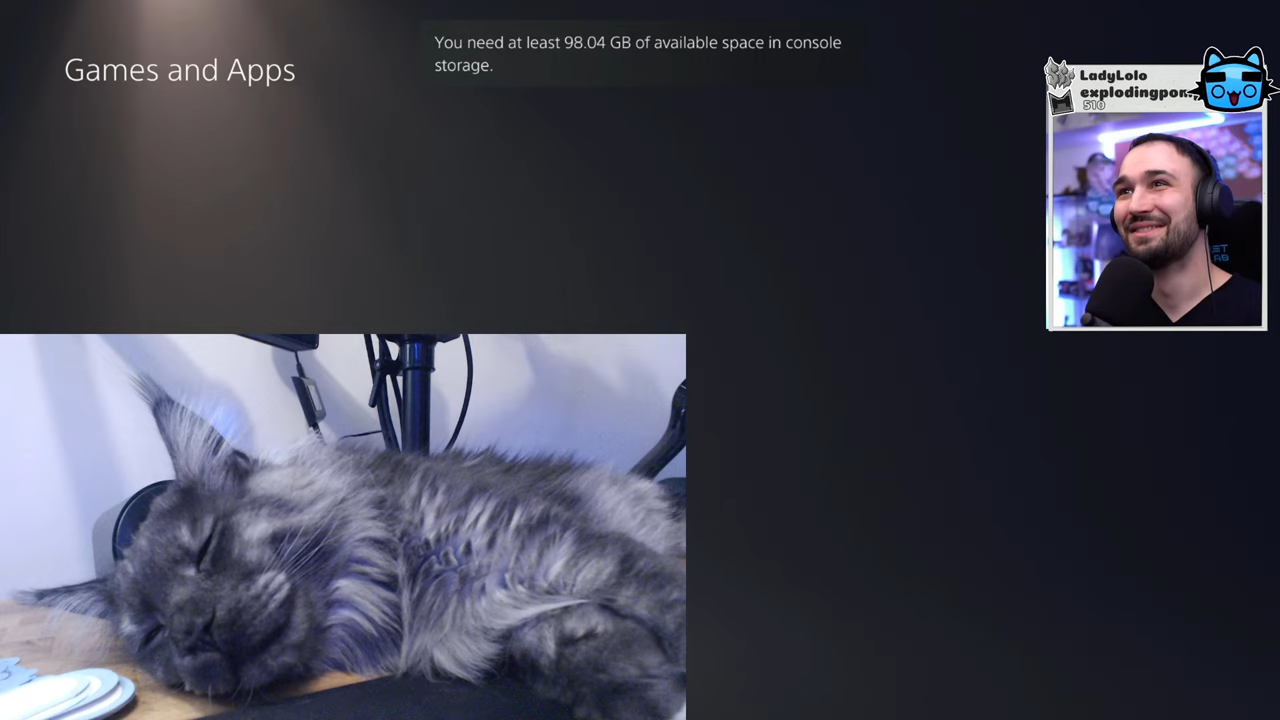 You need at least 98.04 GB of available space in console
storage.
Games and Apps
LadyLolo
510